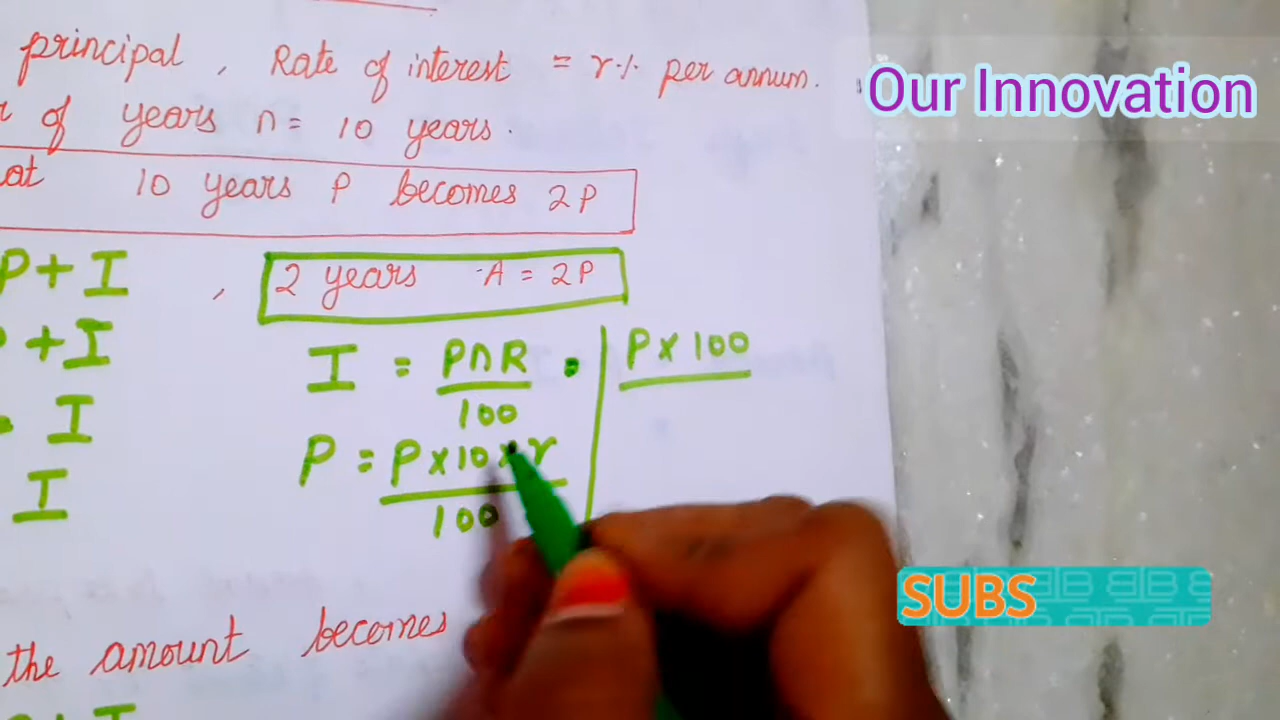 principal, Rate of interest = r% per annum.
Our Innovation
of years n = 10 years.
at 10 years P becomes 2P
P + I , 2 years A = 2P
+ I
I = PnR / 100
P × 100
I
P = P × 10 × r / 100
I
SUBS
the amount becomes